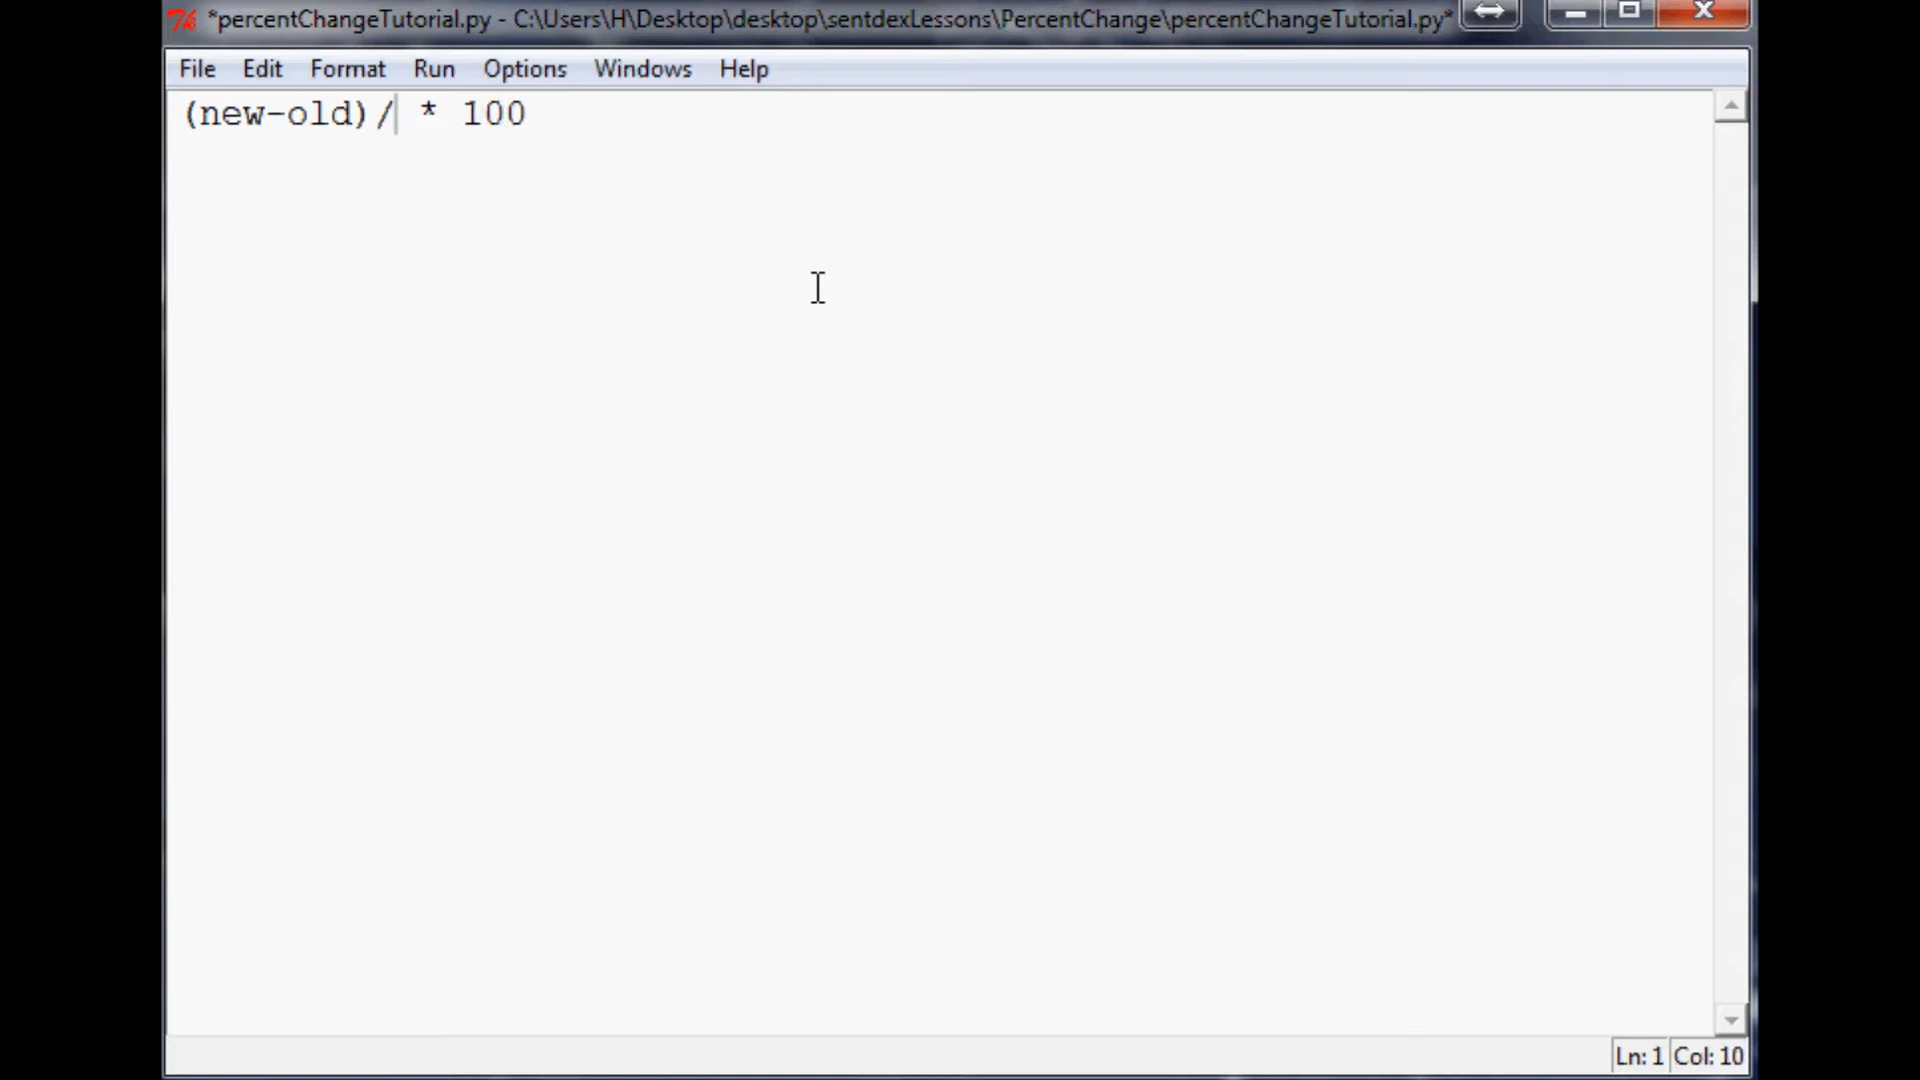 *percentChangeTutorial.py - C:\Users\H\Desktop\desktop\sentdexLessons\PercentChange\percentChangeTutorial.py*
File Edit Format Run Options Windows Help
(new-old)/ * 100
Ln: 1 Col: 10